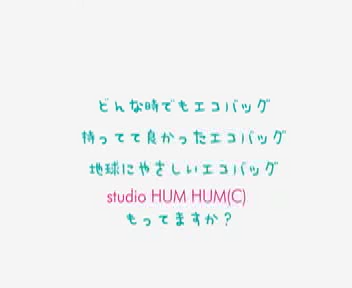 どんな時でもエコバッグ
持ってて良かったエコバッグ
地球にやさしいエコバッグ
studio HUM HUM(C)
もってますか？